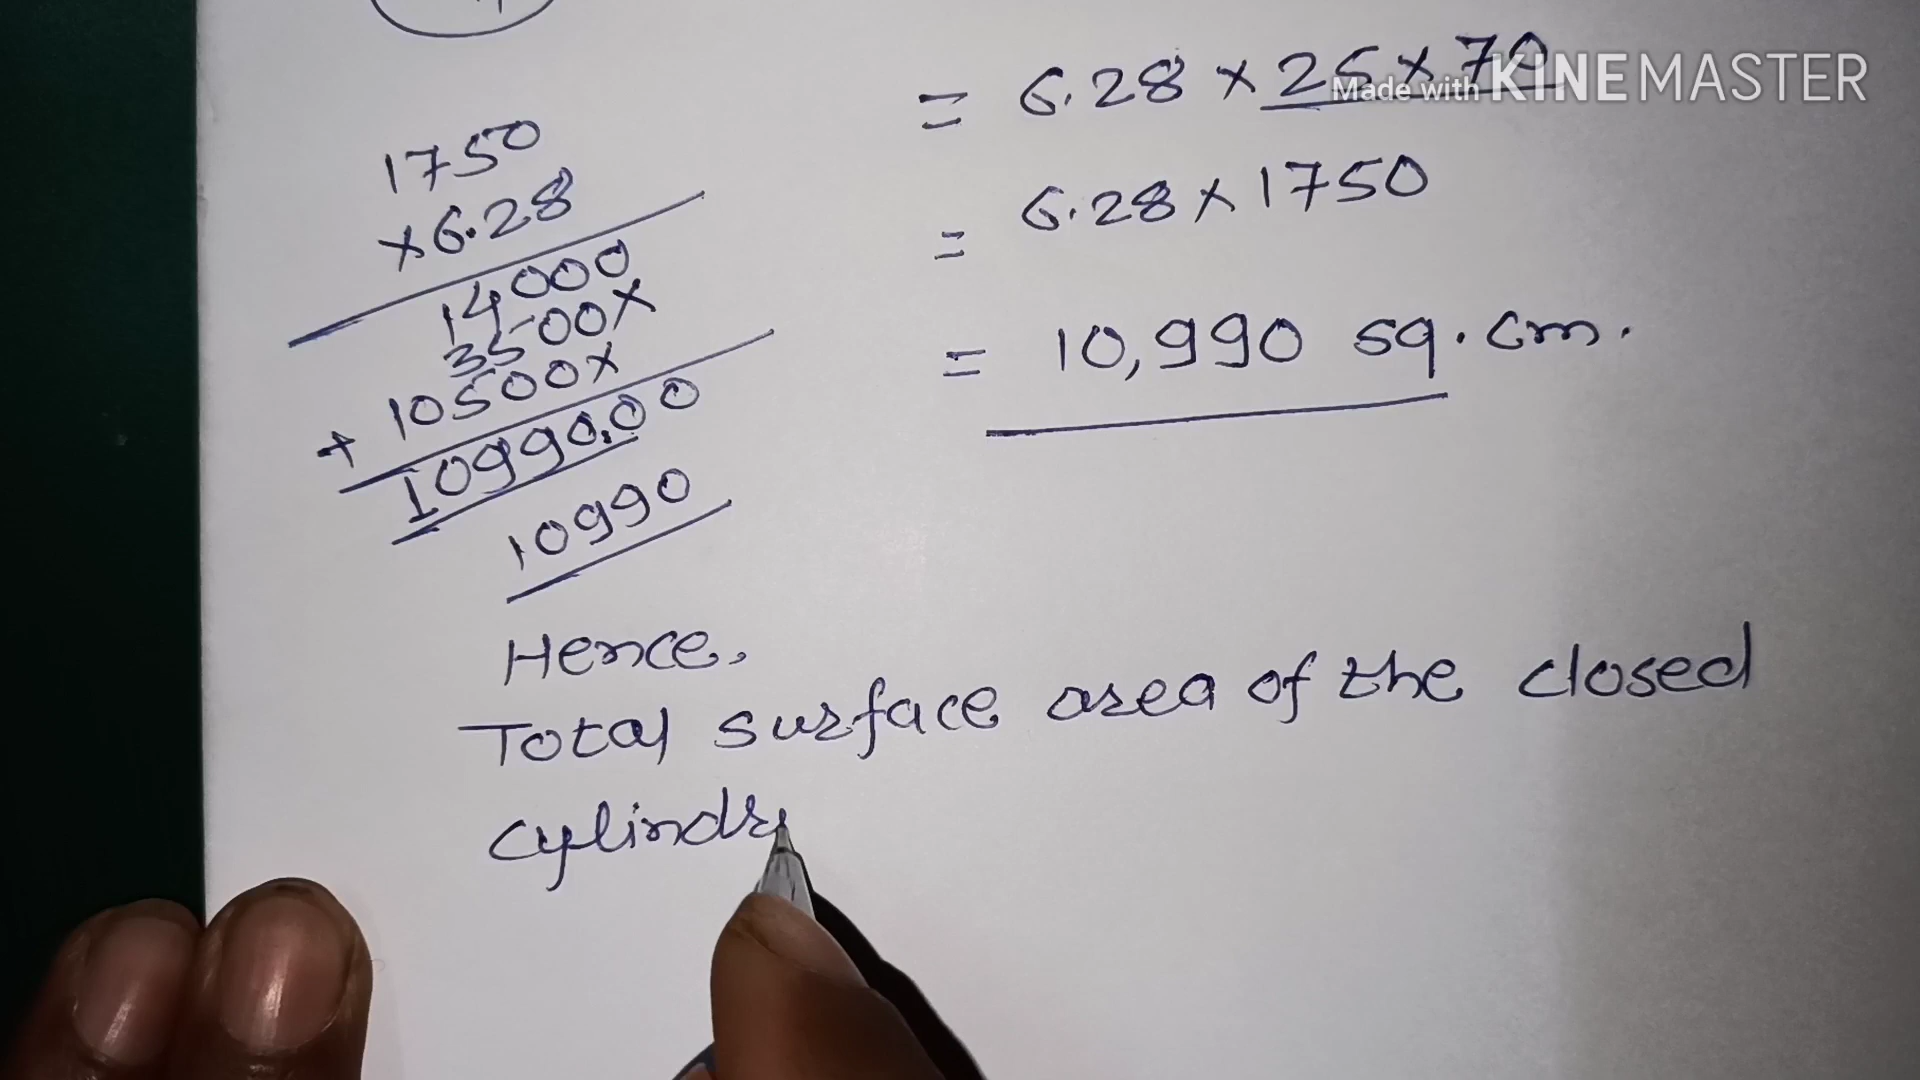 = 6.28 × 25 × 70
Made with KINEMASTER
= 6.28 × 1750
= 10,990 sq. cm.
1750
×6.28
14000
3500×
+ 10500×
10990.00
10990
Hence,
Total surface area of the closed
Cylinder